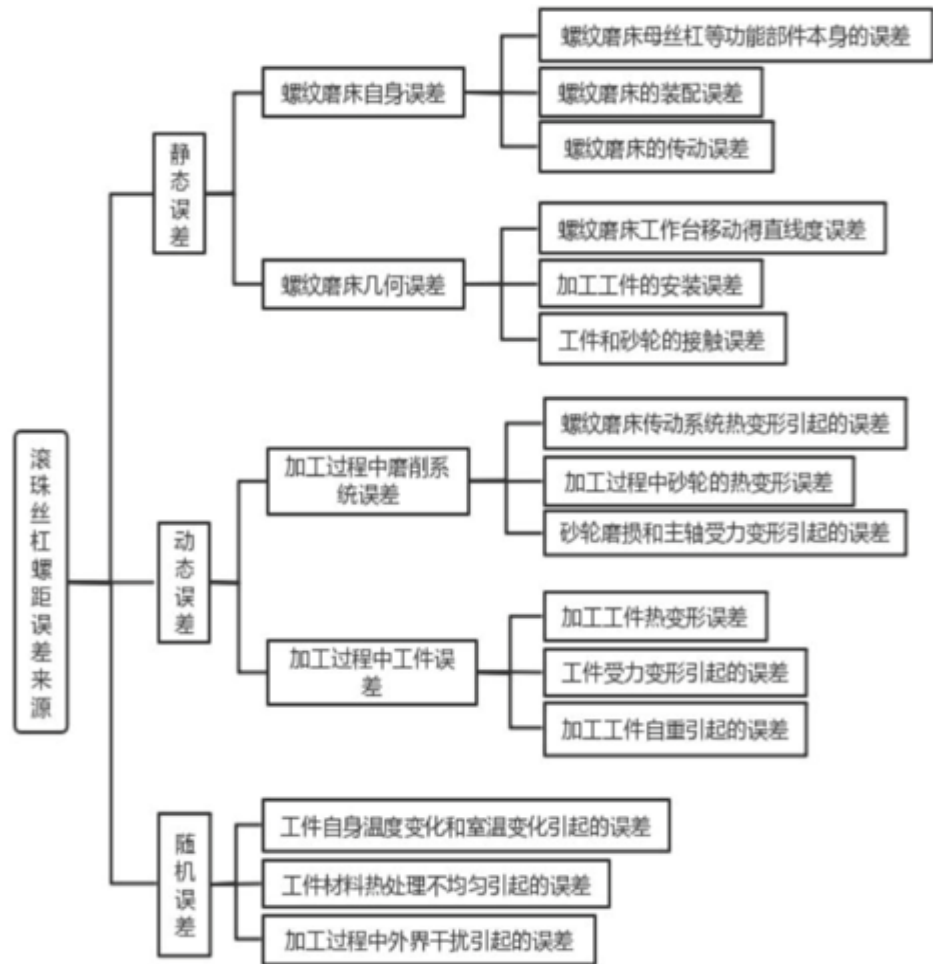 滚珠丝杠螺距误差来源
静态误差
螺纹磨床自身误差
螺纹磨床母丝杠等功能部件本身的误差
螺纹磨床的装配误差
螺纹磨床的传动误差
螺纹磨床几何误差
螺纹磨床工作台移动得直线度误差
加工工件的安装误差
工件和砂轮的接触误差
动态误差
加工过程中磨削系
统误差
螺纹磨床传动系统热变形引起的误差
加工过程中砂轮的热变形误差
砂轮磨损和主轴受力变形引起的误差
加工过程中工件误
差
加工工件热变形误差
工件受力变形引起的误差
加工工件自重引起的误差
随机误差
工件自身温度变化和室温变化引起的误差
工件材料热处理不均匀引起的误差
加工过程中外界干扰引起的误差